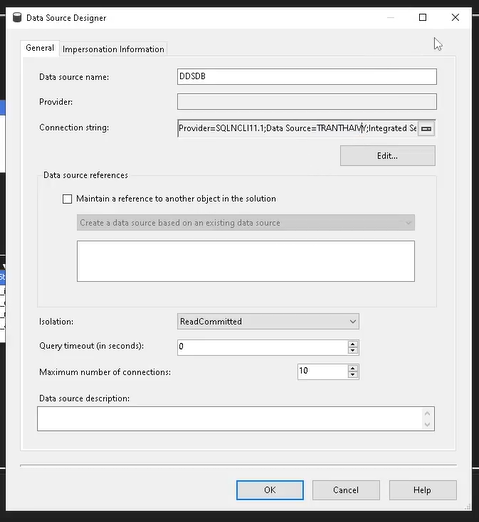 Data Source Designer
General
Impersonation Information
Data source name:
DDSDB
Provider:
Connection string:
Provider=SQLNCLI11.1;Data Source=TRANTHAIVY;Integrated Se
Edit...
Data source references
Maintain a reference to another object in the solution
Create a data source based on an existing data source
Isolation:
ReadCommitted
Query timeout (in seconds):
0
Maximum number of connections:
10
Data source description:
OK
Cancel
Help